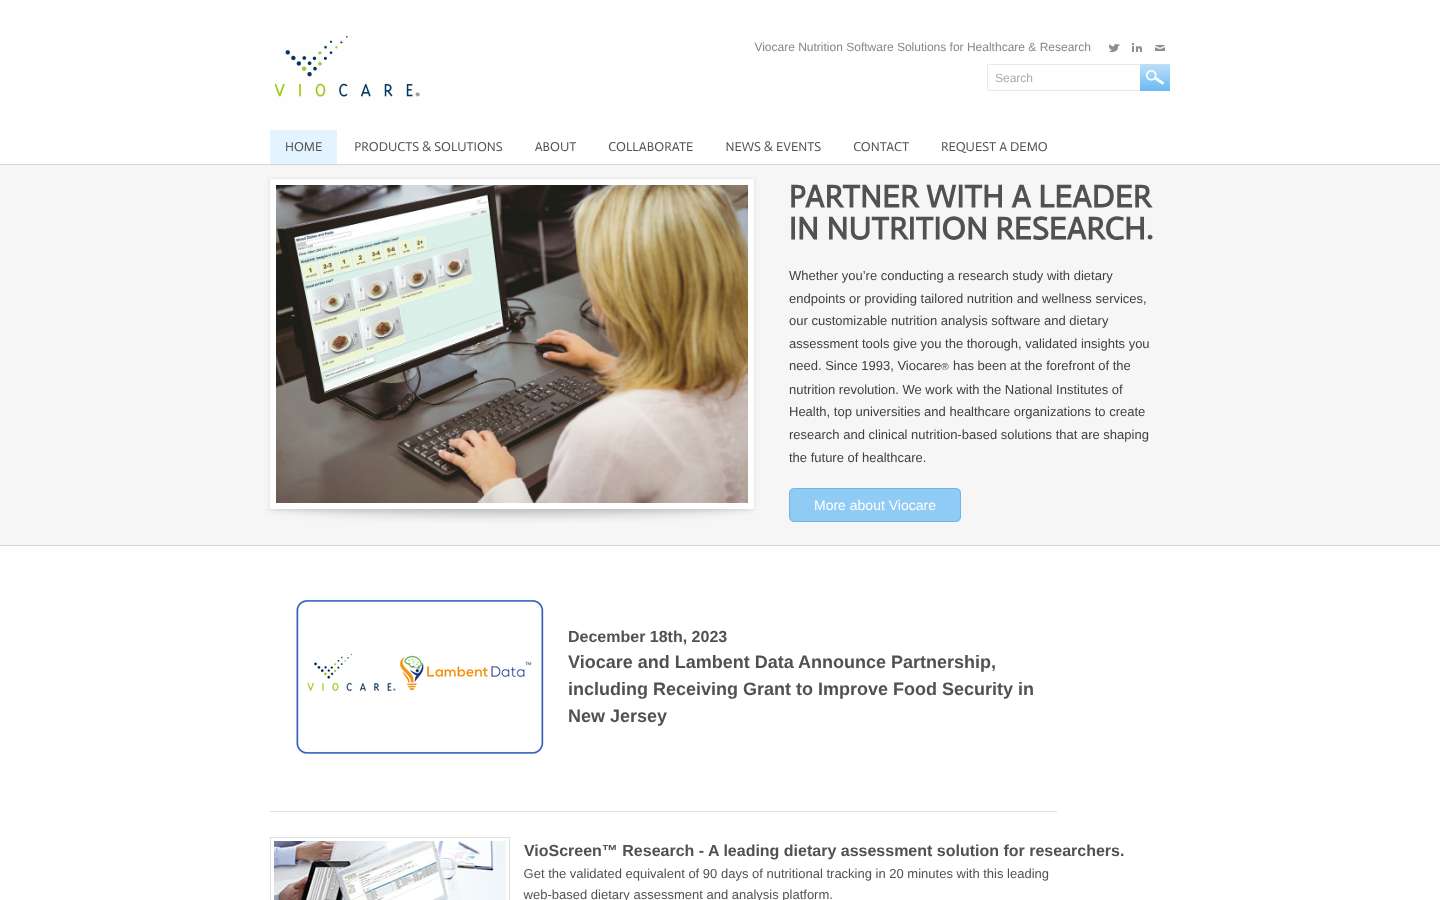 VIOCARE®
Viocare Nutrition Software Solutions for Healthcare & Research
Search
HOME
PRODUCTS & SOLUTIONS
ABOUT
COLLABORATE
NEWS & EVENTS
CONTACT
REQUEST A DEMO
PARTNER WITH A LEADER
IN NUTRITION RESEARCH.
Whether you’re conducting a research study with dietary
endpoints or providing tailored nutrition and wellness services,
our customizable nutrition analysis software and dietary
assessment tools give you the thorough, validated insights you
need. Since 1993, Viocare® has been at the forefront of the
nutrition revolution. We work with the National Institutes of
Health, top universities and healthcare organizations to create
research and clinical nutrition-based solutions that are shaping
the future of healthcare.
More about Viocare
VIOCARE®
Lambent Data™
December 18th, 2023
Viocare and Lambent Data Announce Partnership,
including Receiving Grant to Improve Food Security in
New Jersey
VioScreen™ Research - A leading dietary assessment solution for researchers.
Get the validated equivalent of 90 days of nutritional tracking in 20 minutes with this leading
web-based dietary assessment and analysis platform.